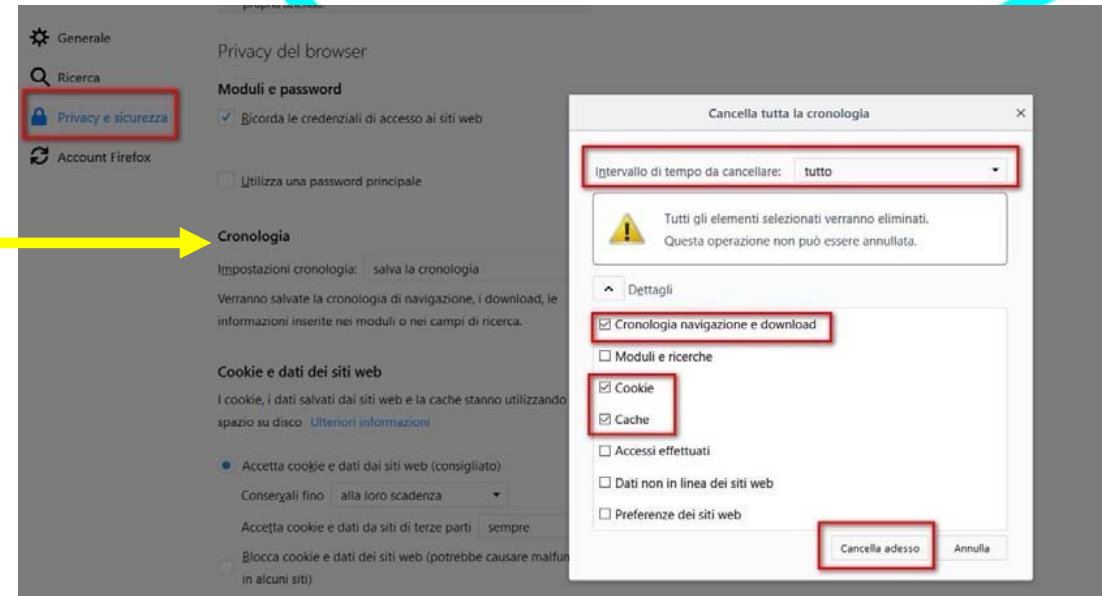 propria azienda.
Generale
Ricerca
Privacy e sicurezza
Account Firefox
Privacy del browser
Moduli e password
Ricorda le credenziali di accesso ai siti web
Utilizza una password principale
Cronologia
Impostazioni cronologia: salva la cronologia
Verranno salvate la cronologia di navigazione, i download, le
informazioni inserite nei moduli o nei campi di ricerca.
Cookie e dati dei siti web
I cookie, i dati salvati dai siti web e la cache stanno utilizzando
spazio su disco Ulteriori informazioni
Accetta cookie e dati dai siti web (consigliato)
Conservali fino alla loro scadenza
Accetta cookie e dati da siti di terze parti sempre
Blocca cookie e dati dei siti web (potrebbe causare malfun
in alcuni siti)
Cancella tutta la cronologia
Intervallo di tempo da cancellare: tutto
Tutti gli elementi selezionati verranno eliminati.
Questa operazione non può essere annullata.
Dettagli
Cronologia navigazione e download
Moduli e ricerche
Cookie
Cache
Accessi effettuati
Dati non in linea dei siti web
Preferenze dei siti web
Cancella adesso Annulla